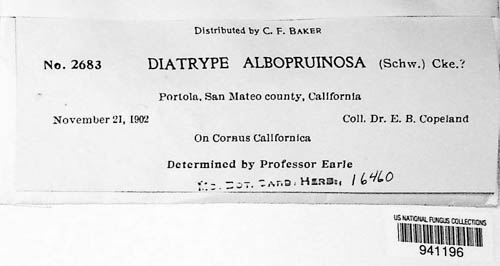 Distributed by C. F. BAKER
No. 2683 DIATRYPE ALBOPRUINOSA (Schw.) Cke.?
Portola, San Mateo county, California
November 21, 1902 Coll. Dr. E. B. Copeland
On Cornus Californica
Determined by Professor Earle
MO. BOT. GARD. HERB., 16460
US NATIONAL FUNGUS COLLECTIONS
941196